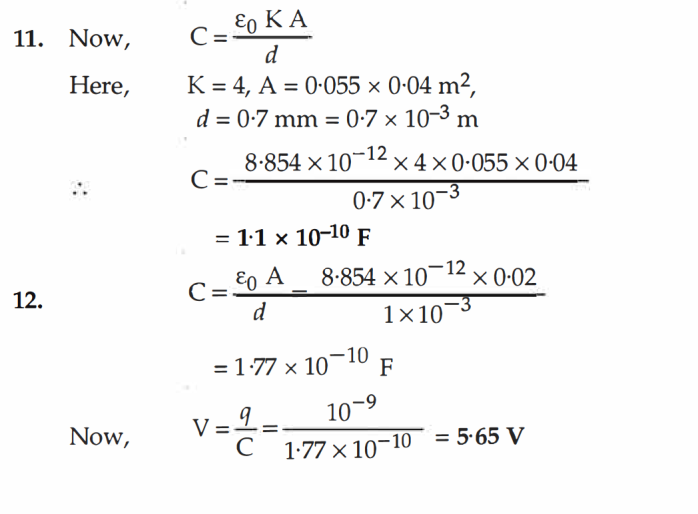 11. Now, C = ε₀ K A / d
Here, K = 4, A = 0·055 × 0·04 m²,
d = 0·7 mm = 0·7 × 10⁻³ m
∴ C = 8·854 × 10⁻¹² × 4 × 0·055 × 0·04 / 0·7 × 10⁻³
= 1·1 × 10⁻¹⁰ F
12. C = ε₀ A / d = 8·854 × 10⁻¹² × 0·02 / 1 × 10⁻³
= 1·77 × 10⁻¹⁰ F
Now, V = q / C = 10⁻⁹ / 1·77 × 10⁻¹⁰ = 5·65 V